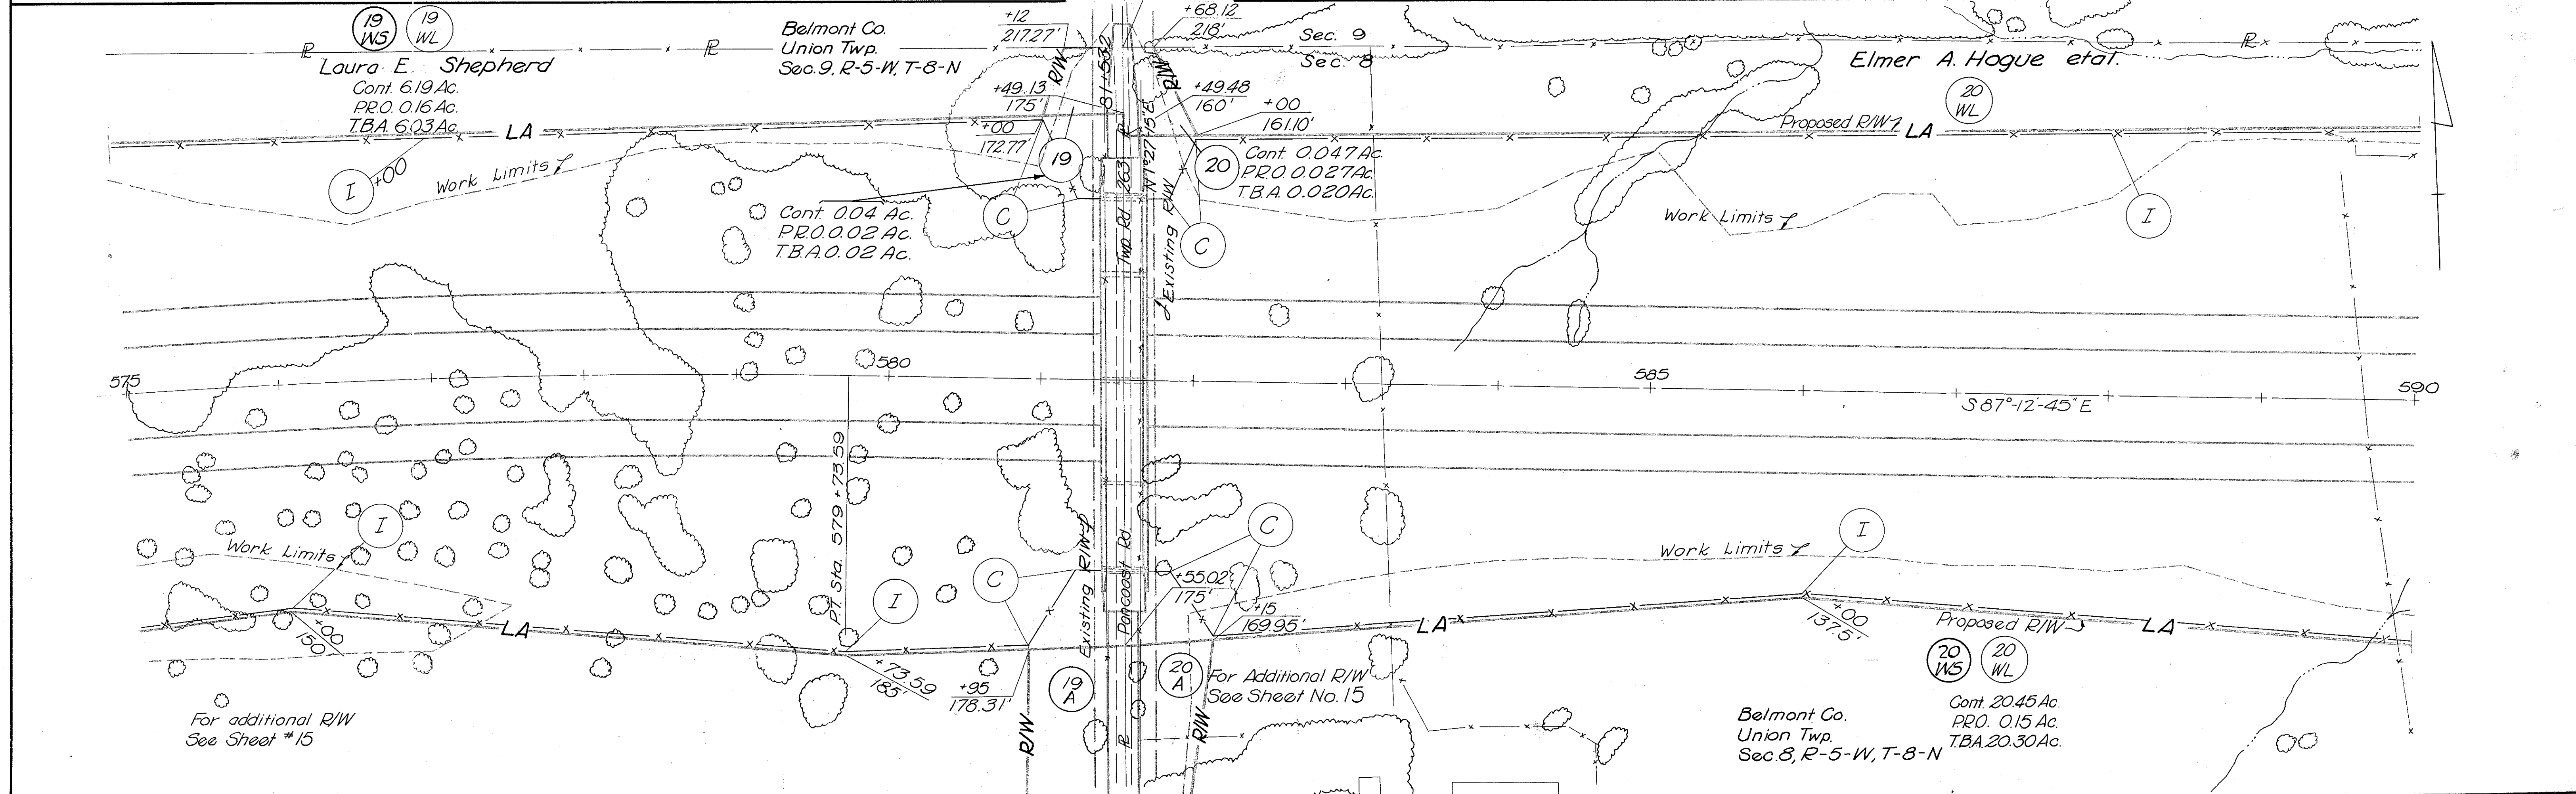 19
WS
19
WL
Laura E. Shepherd
Cont. 6.19 Ac.
P.R.O. 0.16 Ac.
T.B.A. 6.03 Ac.
Belmont Co.
Union Twp.
Sec. 9, R-5-W, T-8-N
+12
217.27'
+68.12
218'
R/W
R/W
81+532
Sec. 9
Sec. 8
Elmer A. Hogue etal.
20
WL
+49.13
175'
+49.48
160'
+00
161.10'
+00
172.77'
LA
Proposed R/W
LA
I
+00
Work Limits
19
20
Cont. 0.047 Ac.
P.R.O. 0.027 Ac.
T.B.A. 0.020 Ac.
Cont. 0.04 Ac.
P.R.O. 0.02 Ac.
T.B.A. 0.02 Ac.
C
C
Twp. Rd. 263
N1°27'45"E
Existing R/W
Work Limits
I
575
580
585
590
S 87°-12'-45" E
P.T. Sta. 579+73.59
I
Work Limits
+00
150'
LA
I
+73.59
185'
C
+95
178.31'
R/W
Existing R/W
Pancoast Rd.
19
A
20
A
C
+55.02
175'
+15
169.95'
For Additional R/W
See Sheet No. 15
R/W
LA
Work Limits
I
+00
137.5'
Proposed R/W
LA
20
WS
20
WL
Cont. 20.45 Ac.
P.R.O. 0.15 Ac.
T.B.A. 20.30 Ac.
Belmont Co.
Union Twp.
Sec. 8, R-5-W, T-8-N
For additional R/W
See Sheet #15